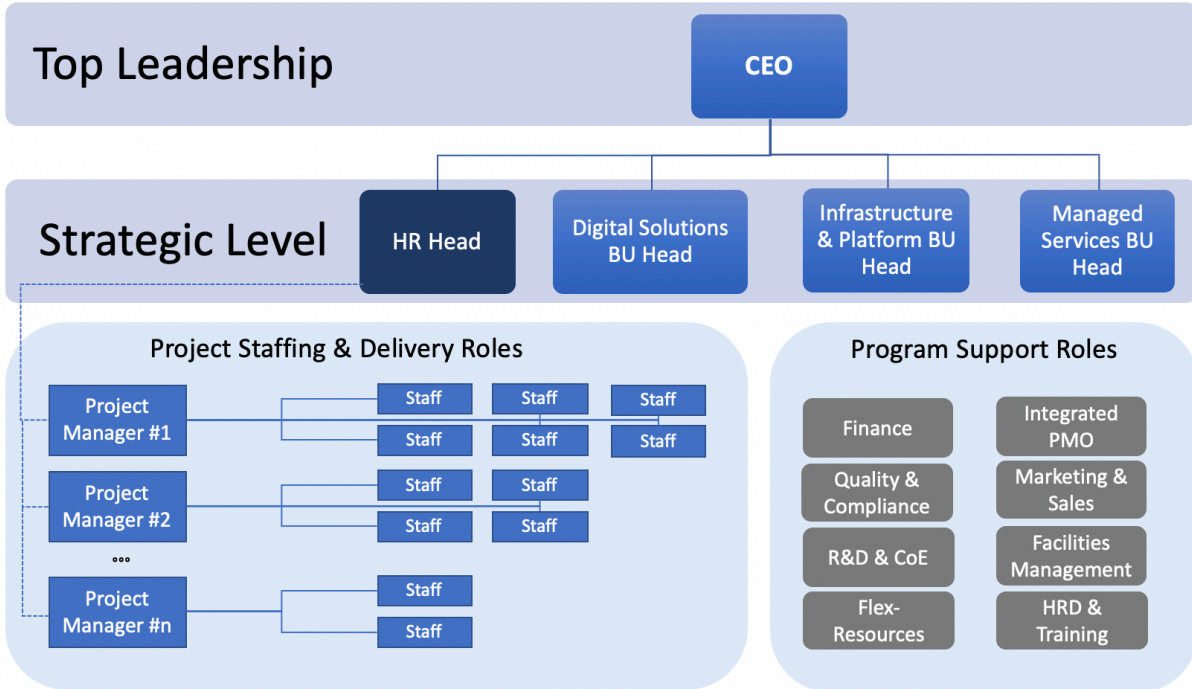 Top Leadership
CEO
Strategic Level
HR Head
Digital Solutions
BU Head
Infrastructure
& Platform BU
Head
Managed
Services BU
Head
Project Staffing & Delivery Roles
Project
Manager #1
Staff
Staff
Staff
Staff
Staff
Staff
Project
Manager #2
Staff
Staff
Staff
Staff
°°°
Project
Manager #n
Staff
Staff
Program Support Roles
Finance
Integrated
PMO
Quality &
Compliance
Marketing &
Sales
R&D & CoE
Facilities
Management
Flex-
Resources
HRD &
Training